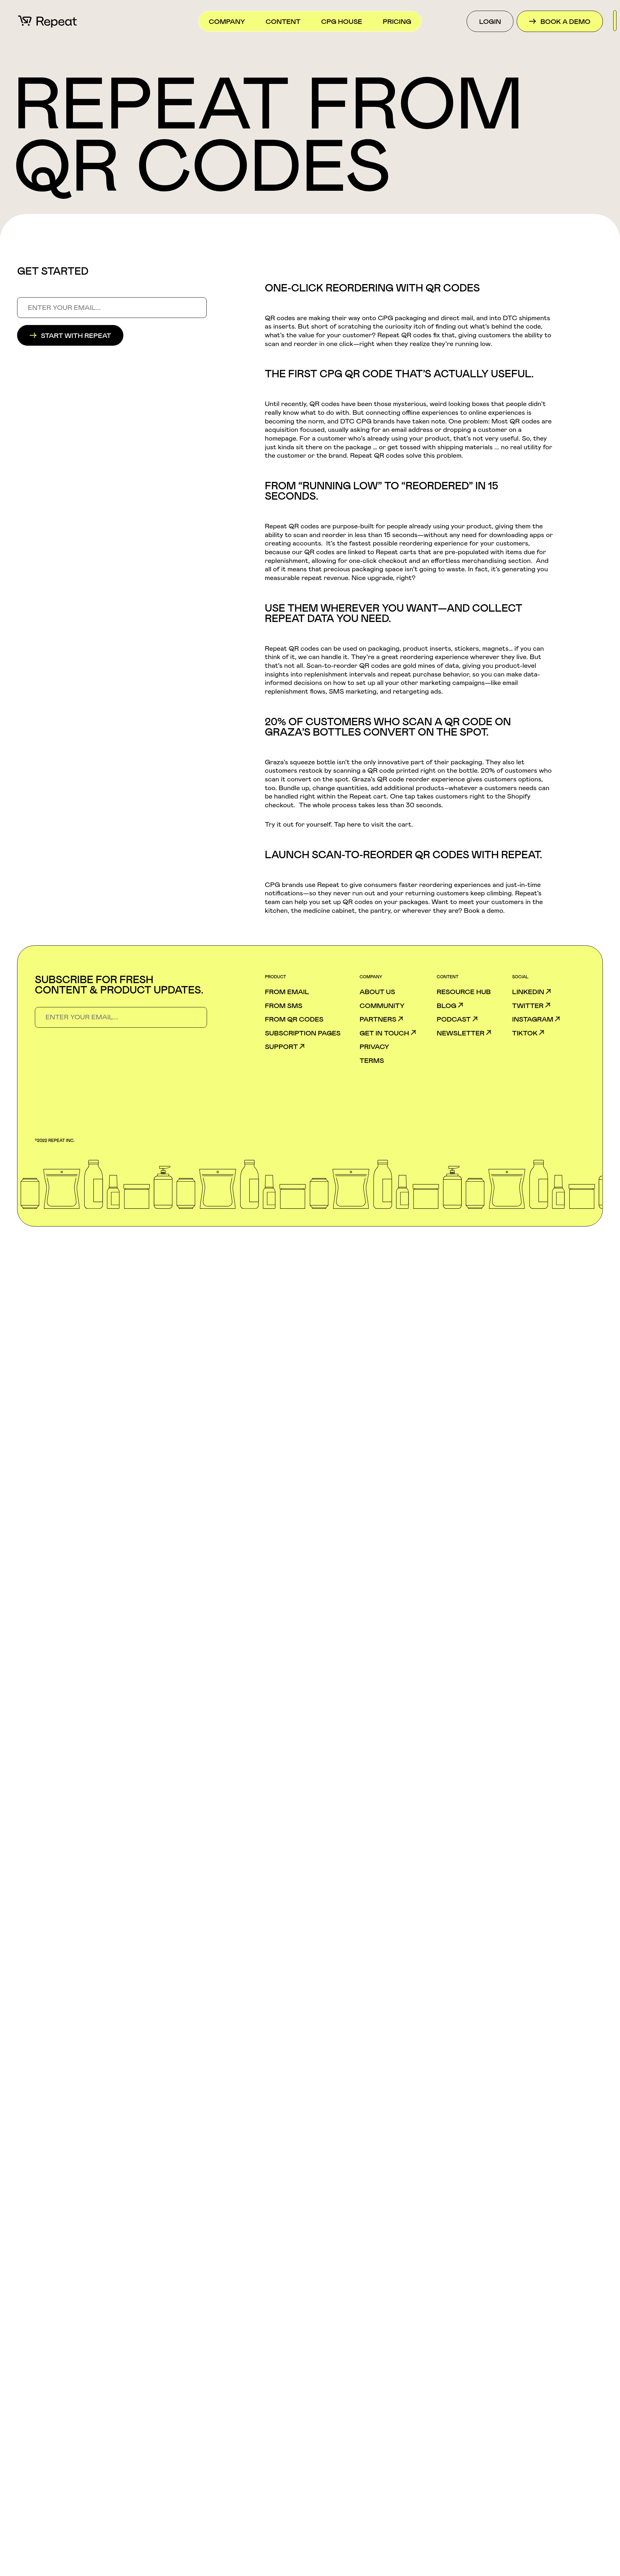 Repeat
COMPANY
CONTENT
CPG HOUSE
PRICING
LOGIN
BOOK A DEMO
REPEAT FROM
QR CODES
GET STARTED
ENTER YOUR EMAIL...
START WITH REPEAT
ONE-CLICK REORDERING WITH QR CODES
QR codes are making their way onto CPG packaging and direct mail, and into DTC shipments
as inserts. But short of scratching the curiosity itch of finding out what's behind the code,
what's the value for your customer? Repeat QR codes fix that, giving customers the ability to
scan and reorder in one click—right when they realize they're running low.
THE FIRST CPG QR CODE THAT'S ACTUALLY USEFUL.
Until recently, QR codes have been those mysterious, weird looking boxes that people didn't
really know what to do with. But connecting offline experiences to online experiences is
becoming the norm, and DTC CPG brands have taken note. One problem: Most QR codes are
acquisition focused, usually asking for an email address or dropping a customer on a
homepage. For a customer who's already using your product, that's not very useful. So, they
just kinda sit there on the package ... or get tossed with shipping materials ... no real utility for
the customer or the brand. Repeat QR codes solve this problem.
FROM "RUNNING LOW" TO "REORDERED" IN 15
SECONDS.
Repeat QR codes are purpose-built for people already using your product, giving them the
ability to scan and reorder in less than 15 seconds—without any need for downloading apps or
creating accounts.  It's the fastest possible reordering experience for your customers,
because our QR codes are linked to Repeat carts that are pre-populated with items due for
replenishment, allowing for one-click checkout and an effortless merchandising section.  And
all of it means that precious packaging space isn't going to waste. In fact, it's generating you
measurable repeat revenue. Nice upgrade, right?
USE THEM WHEREVER YOU WANT—AND COLLECT
REPEAT DATA YOU NEED.
Repeat QR codes can be used on packaging, product inserts, stickers, magnets... if you can
think of it, we can handle it. They're a great reordering experience wherever they live. But
that's not all. Scan-to-reorder QR codes are gold mines of data, giving you product-level
insights into replenishment intervals and repeat purchase behavior, so you can make data-
informed decisions on how to set up all your other marketing campaigns—like email
replenishment flows, SMS marketing, and retargeting ads.
20% OF CUSTOMERS WHO SCAN A QR CODE ON
GRAZA'S BOTTLES CONVERT ON THE SPOT.
Graza's squeeze bottle isn't the only innovative part of their packaging. They also let
customers restock by scanning a QR code printed right on the bottle. 20% of customers who
scan it convert on the spot. Graza's QR code reorder experience gives customers options,
too. Bundle up, change quantities, add additional products–whatever a customers needs can
be handled right within the Repeat cart. One tap takes customers right to the Shopify
checkout.  The whole process takes less than 30 seconds.
Try it out for yourself. Tap here to visit the cart.
LAUNCH SCAN-TO-REORDER QR CODES WITH REPEAT.
CPG brands use Repeat to give consumers faster reordering experiences and just-in-time
notifications—so they never run out and your returning customers keep climbing. Repeat's
team can help you set up QR codes on your packages. Want to meet your customers in the
kitchen, the medicine cabinet, the pantry, or wherever they are? Book a demo.
SUBSCRIBE FOR FRESH
CONTENT & PRODUCT UPDATES.
ENTER YOUR EMAIL...
PRODUCT
FROM EMAIL
FROM SMS
FROM QR CODES
SUBSCRIPTION PAGES
SUPPORT
COMPANY
ABOUT US
COMMUNITY
PARTNERS
GET IN TOUCH
PRIVACY
TERMS
CONTENT
RESOURCE HUB
BLOG
PODCAST
NEWSLETTER
SOCIAL
LINKEDIN
TWITTER
INSTAGRAM
TIKTOK
©2022 REPEAT INC.